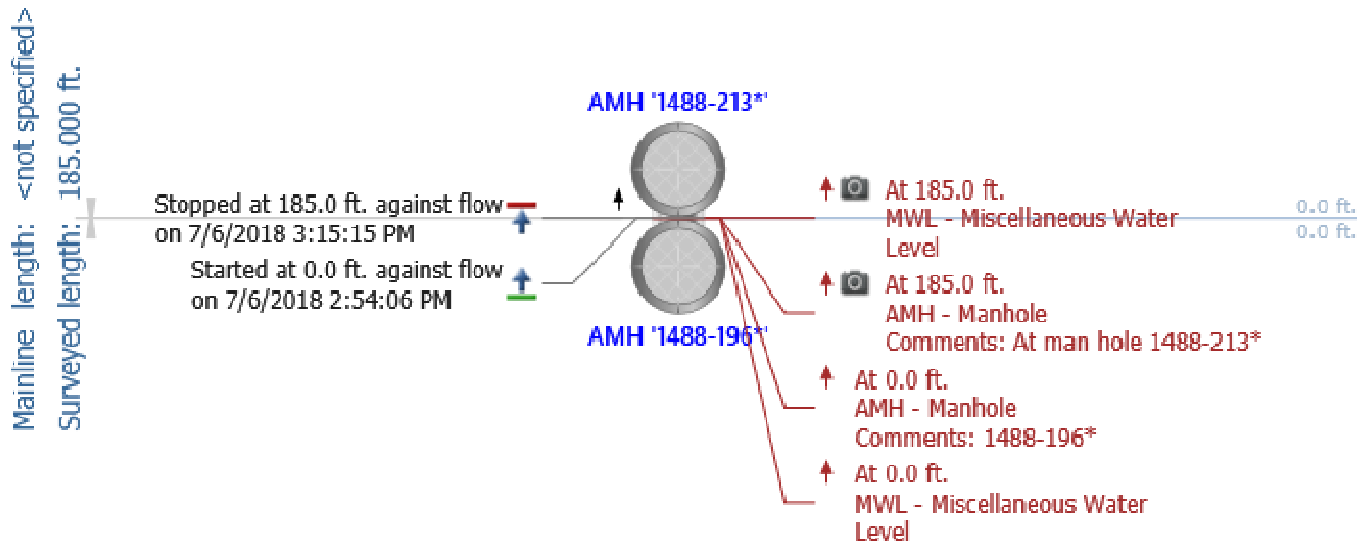 Mainline length: <not specified>
Surveyed length: 185.000 ft.
AMH '1488-213*'
Stopped at 185.0 ft. against flow
on 7/6/2018 3:15:15 PM
Started at 0.0 ft. against flow
on 7/6/2018 2:54:06 PM
AMH '1488-196*'
At 185.0 ft.
MWL - Miscellaneous Water
Level
At 185.0 ft.
AMH - Manhole
Comments: At man hole 1488-213*
At 0.0 ft.
AMH - Manhole
Comments: 1488-196*
At 0.0 ft.
MWL - Miscellaneous Water
Level
0.0 ft.
0.0 ft.